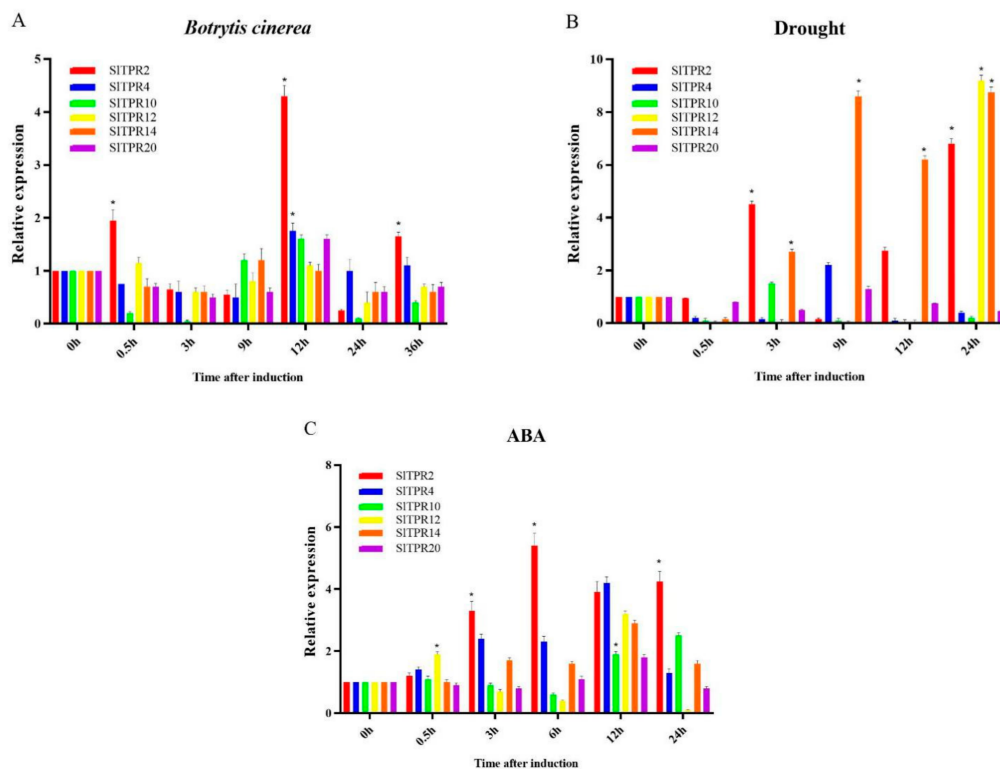 A
Botrytis cinerea
Relative expression
5
4
3
2
1
0
SlTPR2
SlTPR4
SlTPR10
SlTPR12
SlTPR14
SlTPR20
* * * *
0h 0.5h 3h 9h 12h 24h 36h
Time after induction
B
Drought
Relative expression
10
8
6
4
2
0
SlTPR2
SlTPR4
SlTPR10
SlTPR12
SlTPR14
SlTPR20
* * * * * * *
0h 0.5h 3h 9h 12h 24h
Time after induction
C
ABA
Relative expression
8
6
4
2
0
SlTPR2
SlTPR4
SlTPR10
SlTPR12
SlTPR14
SlTPR20
* * * * *
0h 0.5h 3h 6h 12h 24h
Time after induction